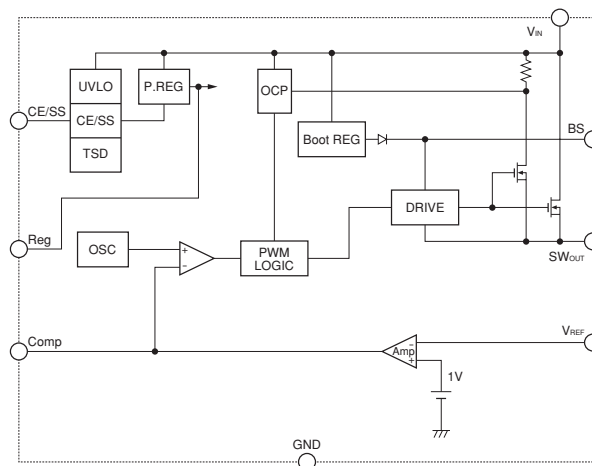 VIN
UVLO
P.REG
OCP
CE/SS
CE/SS
BS
Boot REG
TSD
DRIVE
Reg
OSC
+
−
PWM
LOGIC
SWOUT
Comp
VREF
Amp
−
+
1V
GND